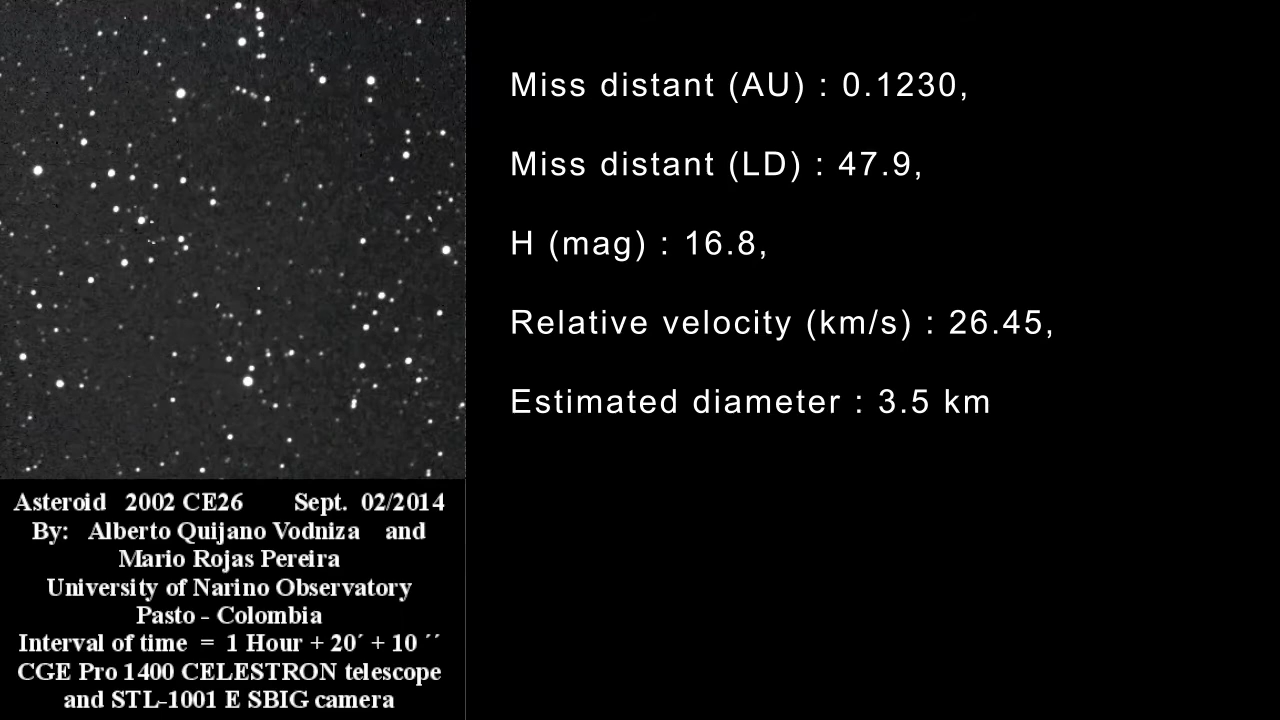 Miss distant (AU) : 0.1230,
Miss distant (LD) : 47.9,
H (mag) : 16.8,
Relative velocity (km/s) : 26.45,
Estimated diameter : 3.5 km
Asteroid 2002 CE26 Sept. 02/2014
By: Alberto Quijano Vodniza and
Mario Rojas Pereira
University of Narino Observatory
Pasto - Colombia
Interval of time = 1 Hour + 20´ + 10 ´´
CGE Pro 1400 CELESTRON telescope
and STL-1001 E SBIG camera